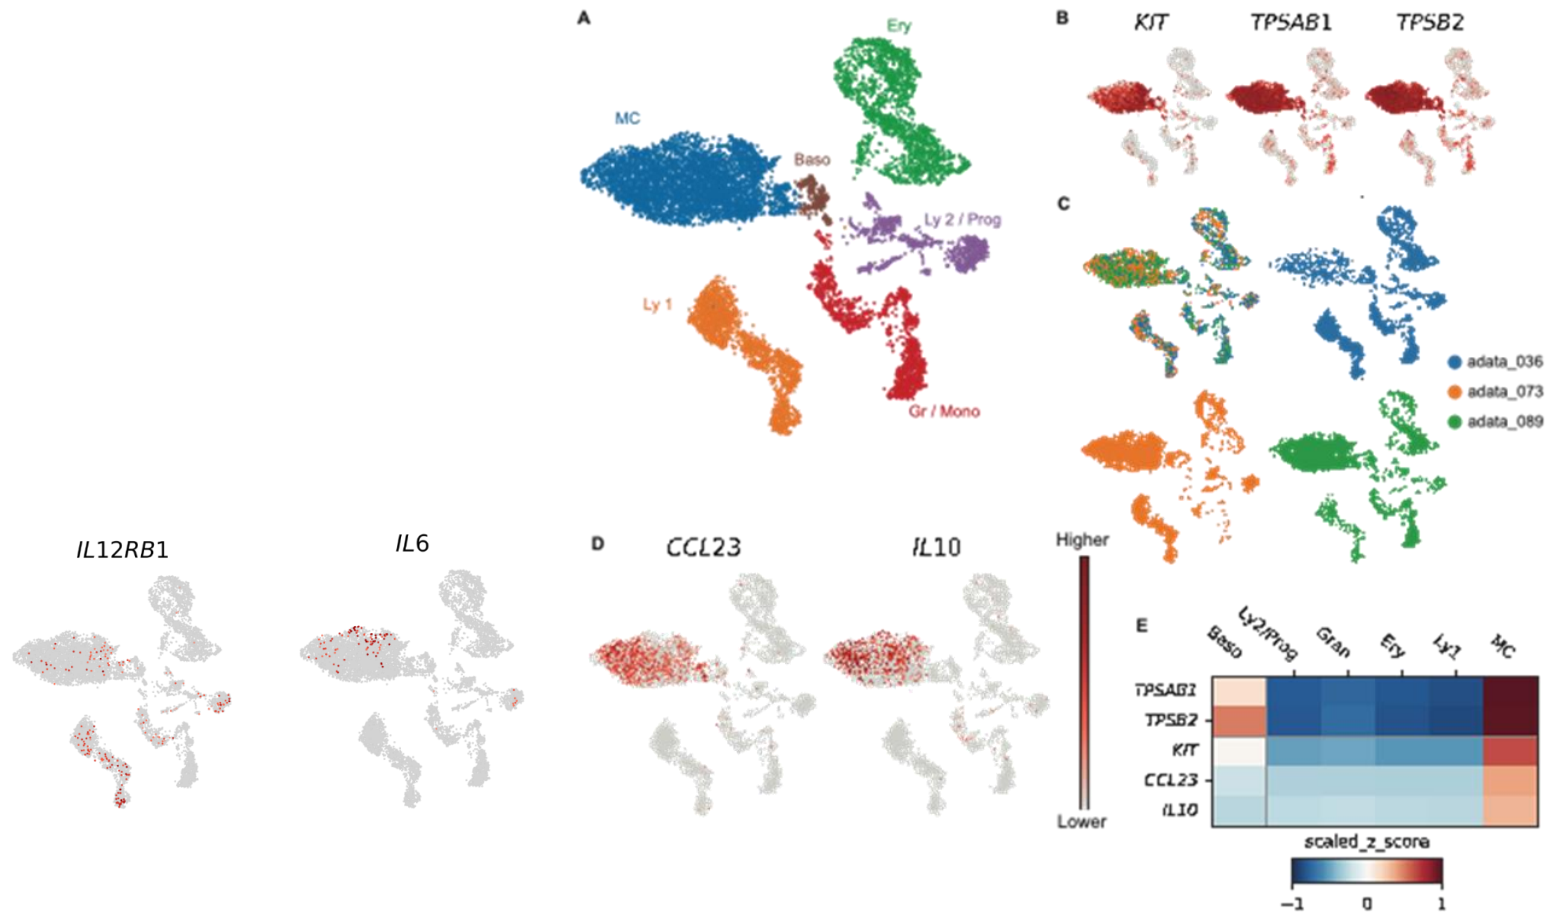 A
Ery
MC
Baso
Ly 2 / Prog
Ly 1
Gr / Mono
B
KIT
TPSAB1
TPSB2
C
adata_036
adata_073
adata_089
IL12RB1
IL6
D
CCL23
IL10
Higher
Lower
E
Baso
Ly2/Prog
Gran
Ery
Ly1
MC
TPSAB1
TPSB2
KIT
CCL23
IL10
scaled_z_score
−1
0
1